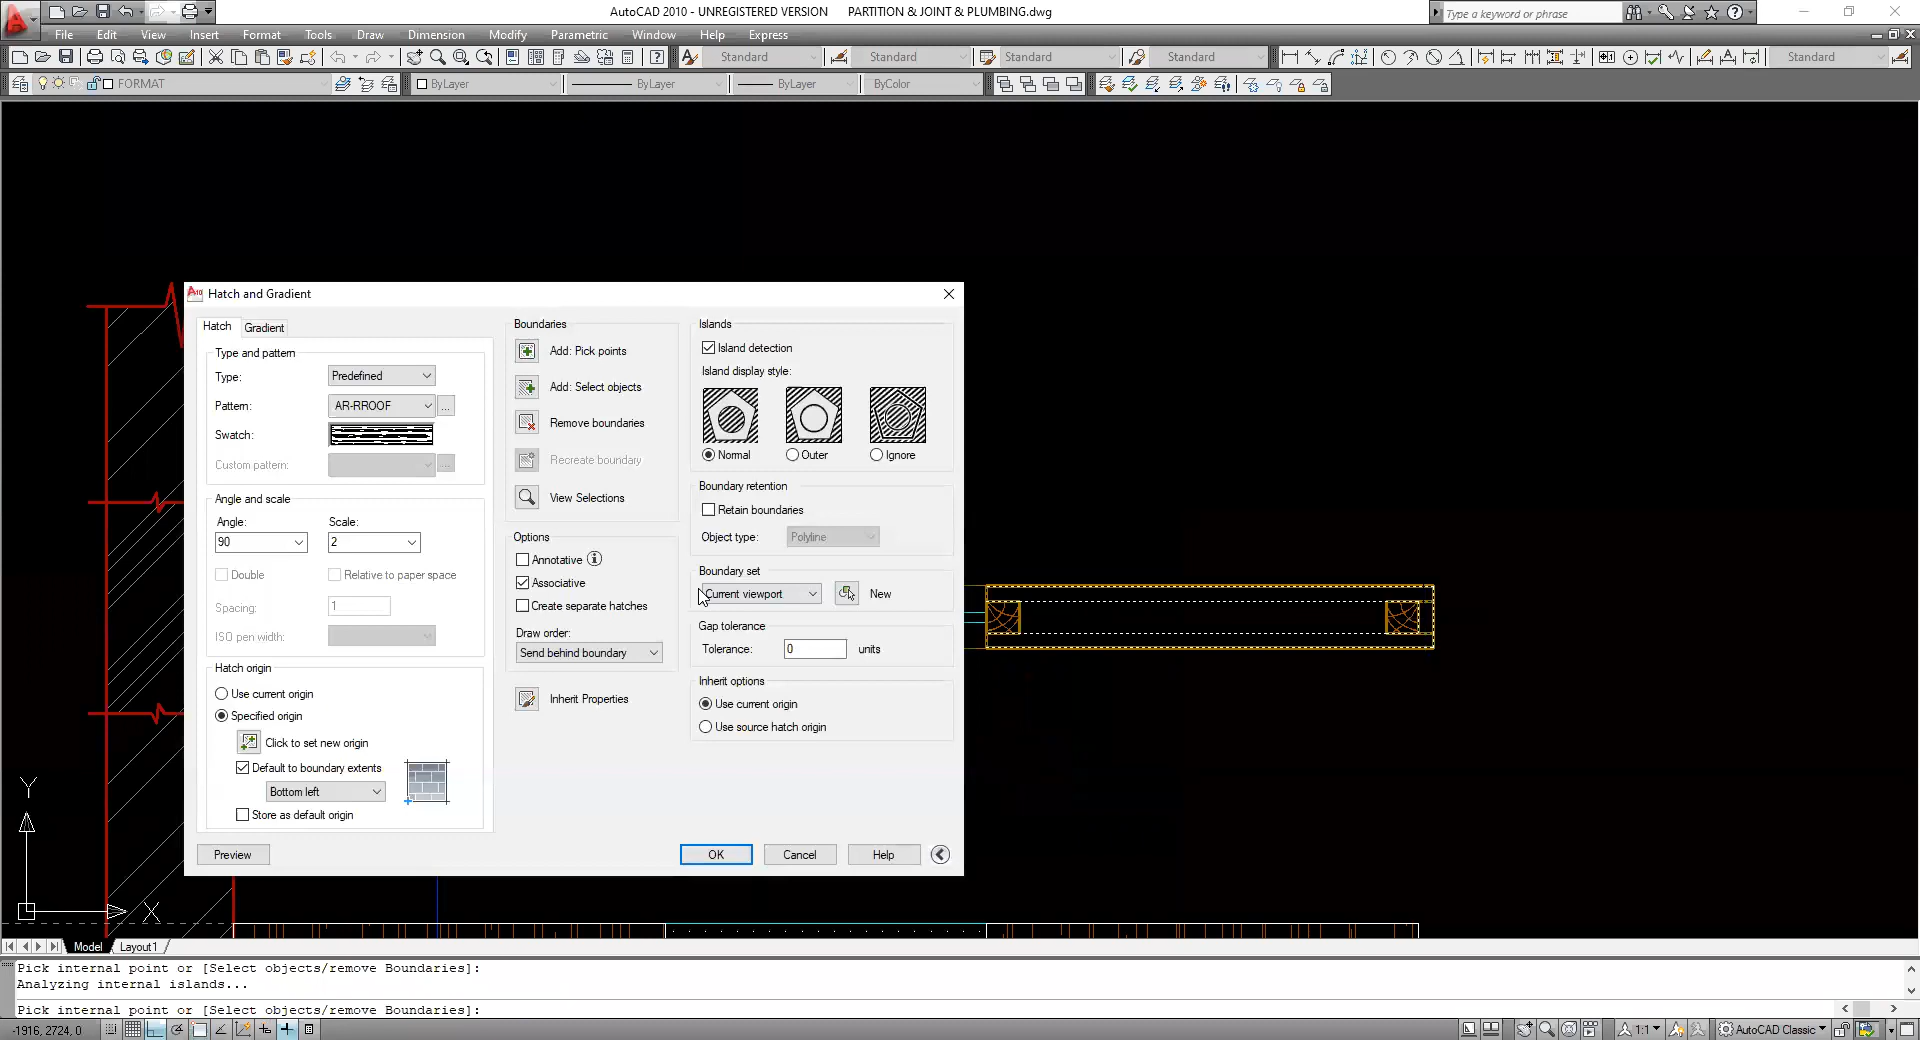 AutoCAD 2010 - UNREGISTERED VERSION PARTITION & JOINT & PLUMBING.dwg
Type a keyword or phrase
File Edit View Insert Format Tools Draw Dimension Modify Parametric Window Help Express
Standard Standard Standard Standard Standard
FORMAT ByLayer ByLayer ByLayer ByColor
Hatch and Gradient
Hatch Gradient
Type and pattern
Type: Predefined
Pattern: AR-RROOF ...
Swatch:
Custom pattern: ...
Angle and scale
Angle: Scale:
90 2
Double Relative to paper space
Spacing: 1
ISO pen width:
Hatch origin
Use current origin
Specified origin
Click to set new origin
Default to boundary extents
Bottom left
Store as default origin
Preview
Boundaries
Add: Pick points
Add: Select objects
Remove boundaries
Recreate boundary
View Selections
Options
Annotative
Associative
Create separate hatches
Draw order:
Send behind boundary
Inherit Properties
Islands
Island detection
Island display style:
Normal Outer Ignore
Boundary retention
Retain boundaries
Object type: Polyline
Boundary set
Current viewport New
Gap tolerance
Tolerance: 0 units
Inherit options
Use current origin
Use source hatch origin
OK Cancel Help
Y
X
Model Layout1
Pick internal point or [Select objects/remove Boundaries]:
Analyzing internal islands...
Pick internal point or [Select objects/remove Boundaries]:
-1916, 2724, 0 1:1 AutoCAD Classic